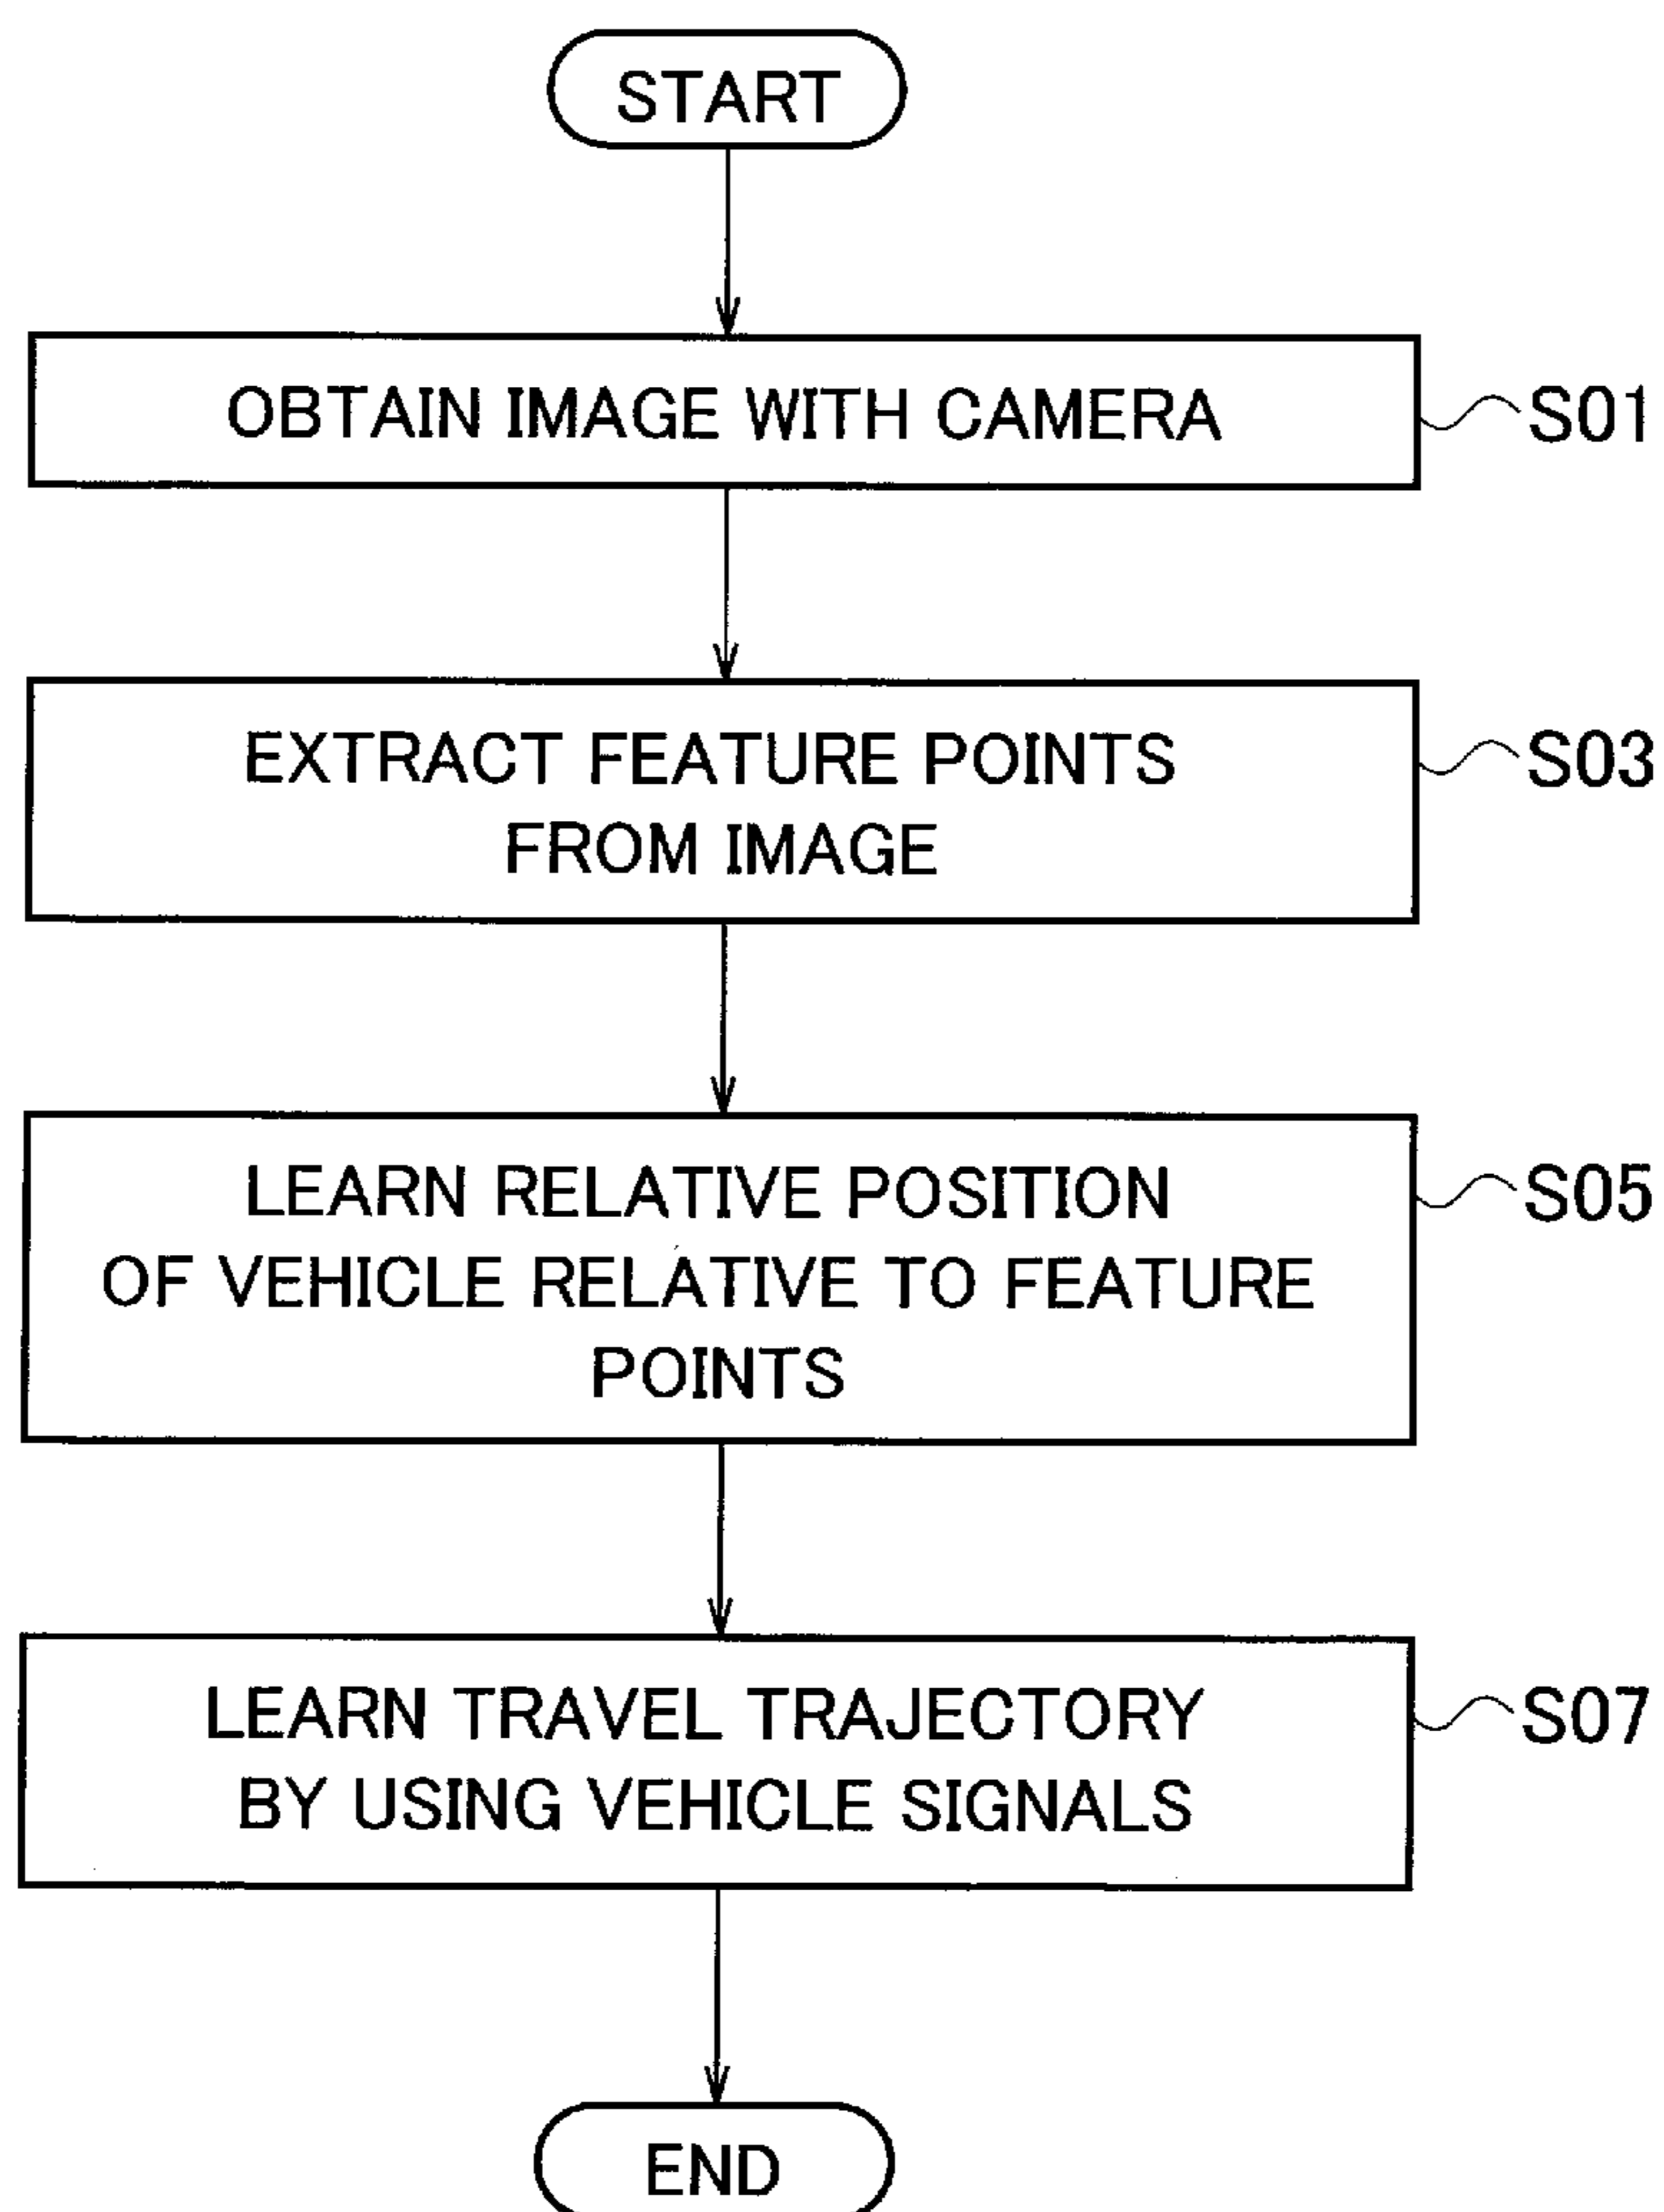 START
OBTAIN IMAGE WITH CAMERA
S01
EXTRACT FEATURE POINTS
FROM IMAGE
S03
LEARN RELATIVE POSITION
OF VEHICLE RELATIVE TO FEATURE
POINTS
S05
LEARN TRAVEL TRAJECTORY
BY USING VEHICLE SIGNALS
S07
END